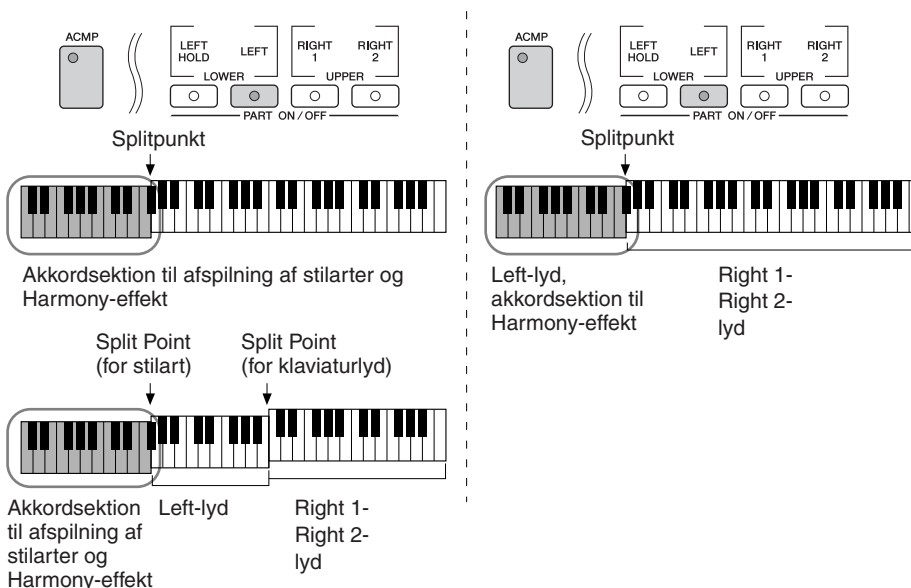 ACMP
LEFT HOLD
LEFT
RIGHT 1
RIGHT 2
LOWER
UPPER
PART ON/OFF
Splitpunkt
Akkordsektion til afspilning af stilarter og
Harmony-effekt
Split Point
(for stilart)
Split Point
(for klaviaturlyd)
Akkordsektion
til afspilning af
stilarter og
Harmony-effekt
Left-lyd
Right 1-
Right 2-
lyd
ACMP
LEFT HOLD
LEFT
RIGHT 1
RIGHT 2
LOWER
UPPER
PART ON/OFF
Splitpunkt
Left-lyd,
akkordsektion til
Harmony-effekt
Right 1-
Right 2-
lyd